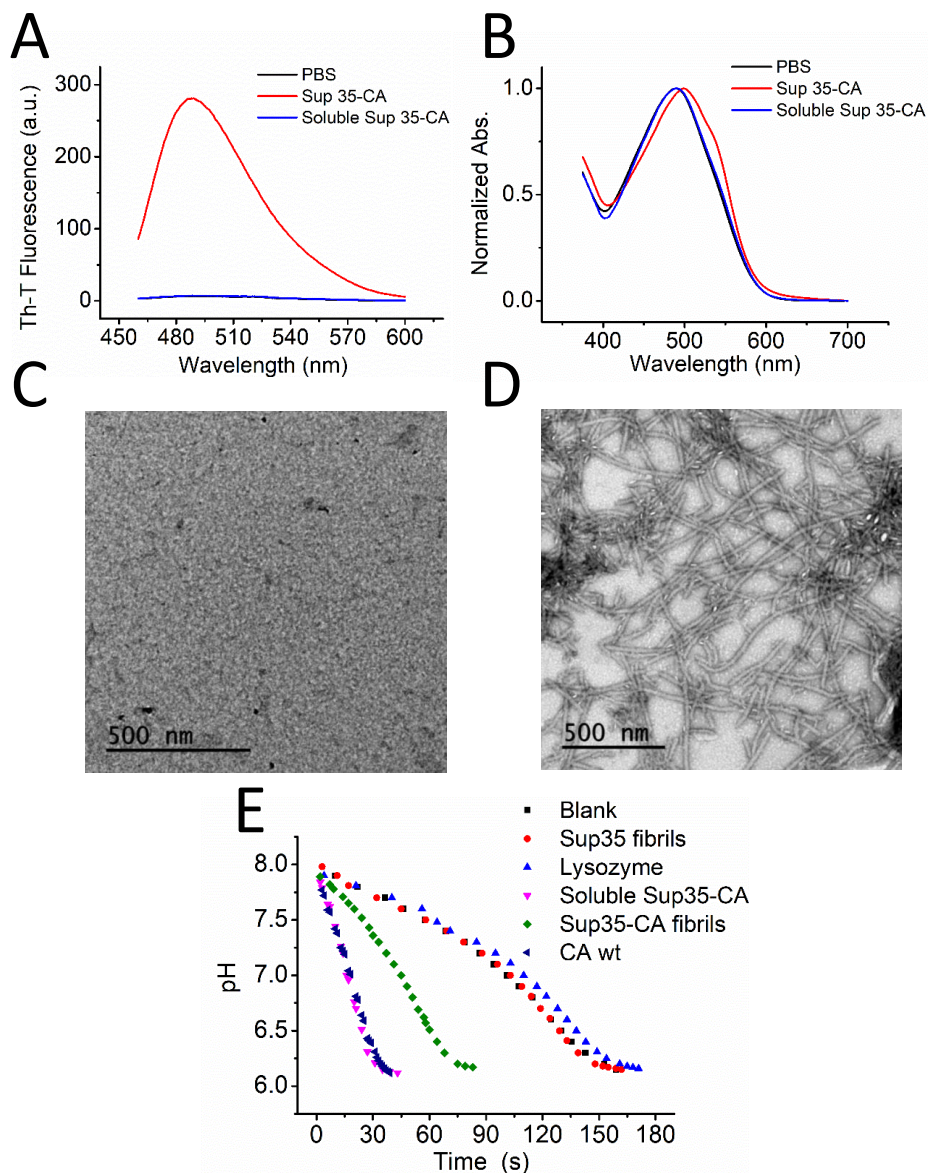 A
PBS
Sup 35-CA
Soluble Sup 35-CA
Th-T Fluorescence (a.u.)
300
200
100
0
450 480 510 540 570 600
Wavelength (nm)
B
PBS
Sup 35-CA
Soluble Sup 35-CA
Normalized Abs.
1.0
0.5
0.0
400 500 600 700
Wavelength (nm)
C
500 nm
D
500 nm
E
Blank
Sup35 fibrils
Lysozyme
Soluble Sup35-CA
Sup35-CA fibrils
CA wt
pH
8.0
7.5
7.0
6.5
6.0
0 30 60 90 120 150 180
Time (s)